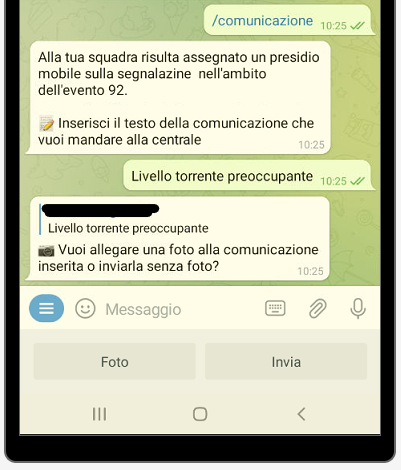 /comunicazione
10:25
Alla tua squadra risulta assegnato un presidio
mobile sulla segnalazine nell'ambito
dell'evento 92.
📝 Inserisci il testo della comunicazione che
vuoi mandare alla centrale
10:25
Livello torrente preoccupante
10:25
Livello torrente preoccupante
📷 Vuoi allegare una foto alla comunicazione
inserita o inviarla senza foto?
10:25
Messaggio
Foto
Invia